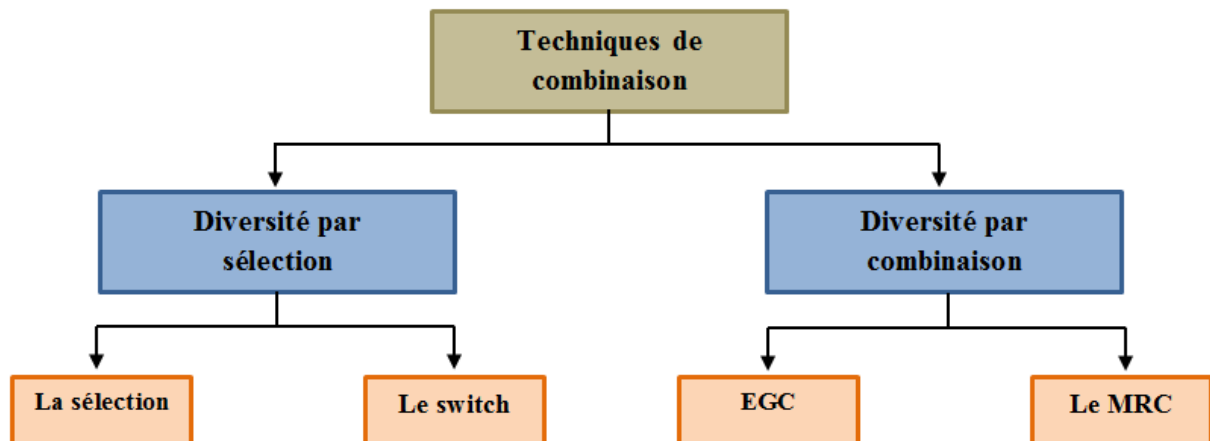 Techniques de
combinaison
Diversité par
sélection
Diversité par
combinaison
La sélection
Le switch
EGC
Le MRC